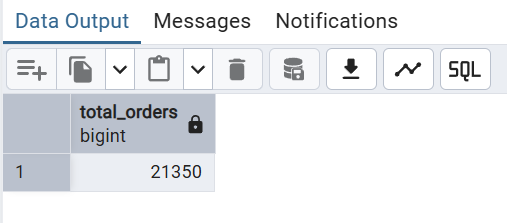 Data Output Messages Notifications
SQL
total_orders
bigint
1 21350